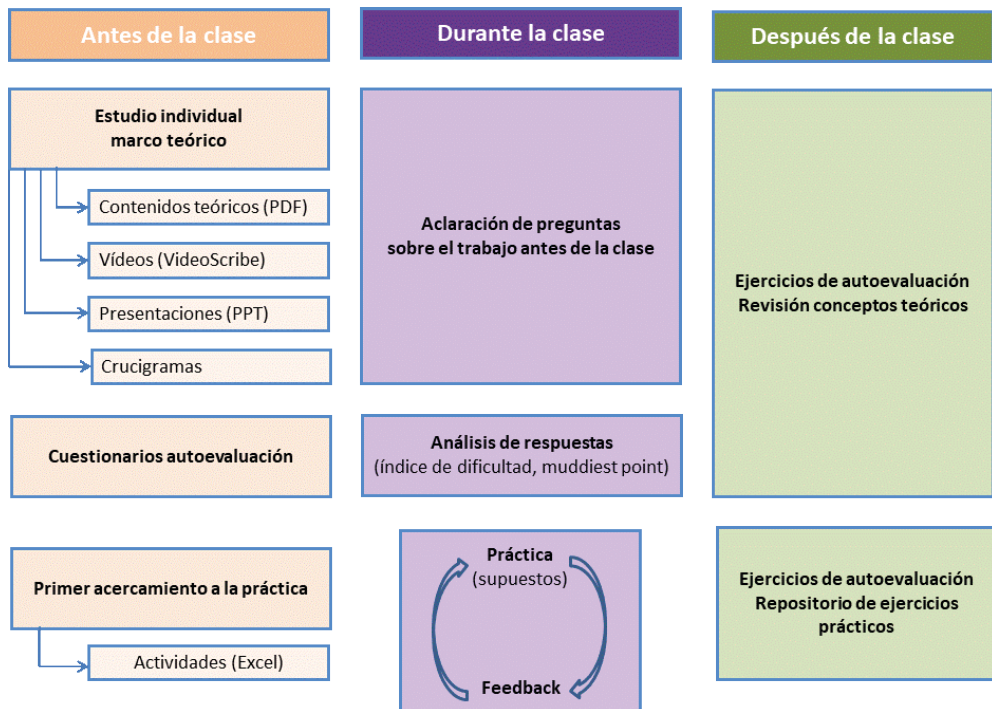 Antes de la clase
Estudio individual
marco teórico
Contenidos teóricos (PDF)
Vídeos (VideoScribe)
Presentaciones (PPT)
Crucigramas
Cuestionarios autoevaluación
Primer acercamiento a la práctica
Actividades (Excel)
Durante la clase
Aclaración de preguntas
sobre el trabajo antes de la clase
Análisis de respuestas
(índice de dificultad, muddiest point)
Práctica
(supuestos)
Feedback
Después de la clase
Ejercicios de autoevaluación
Revisión conceptos teóricos
Ejercicios de autoevaluación
Repositorio de ejercicios
prácticos